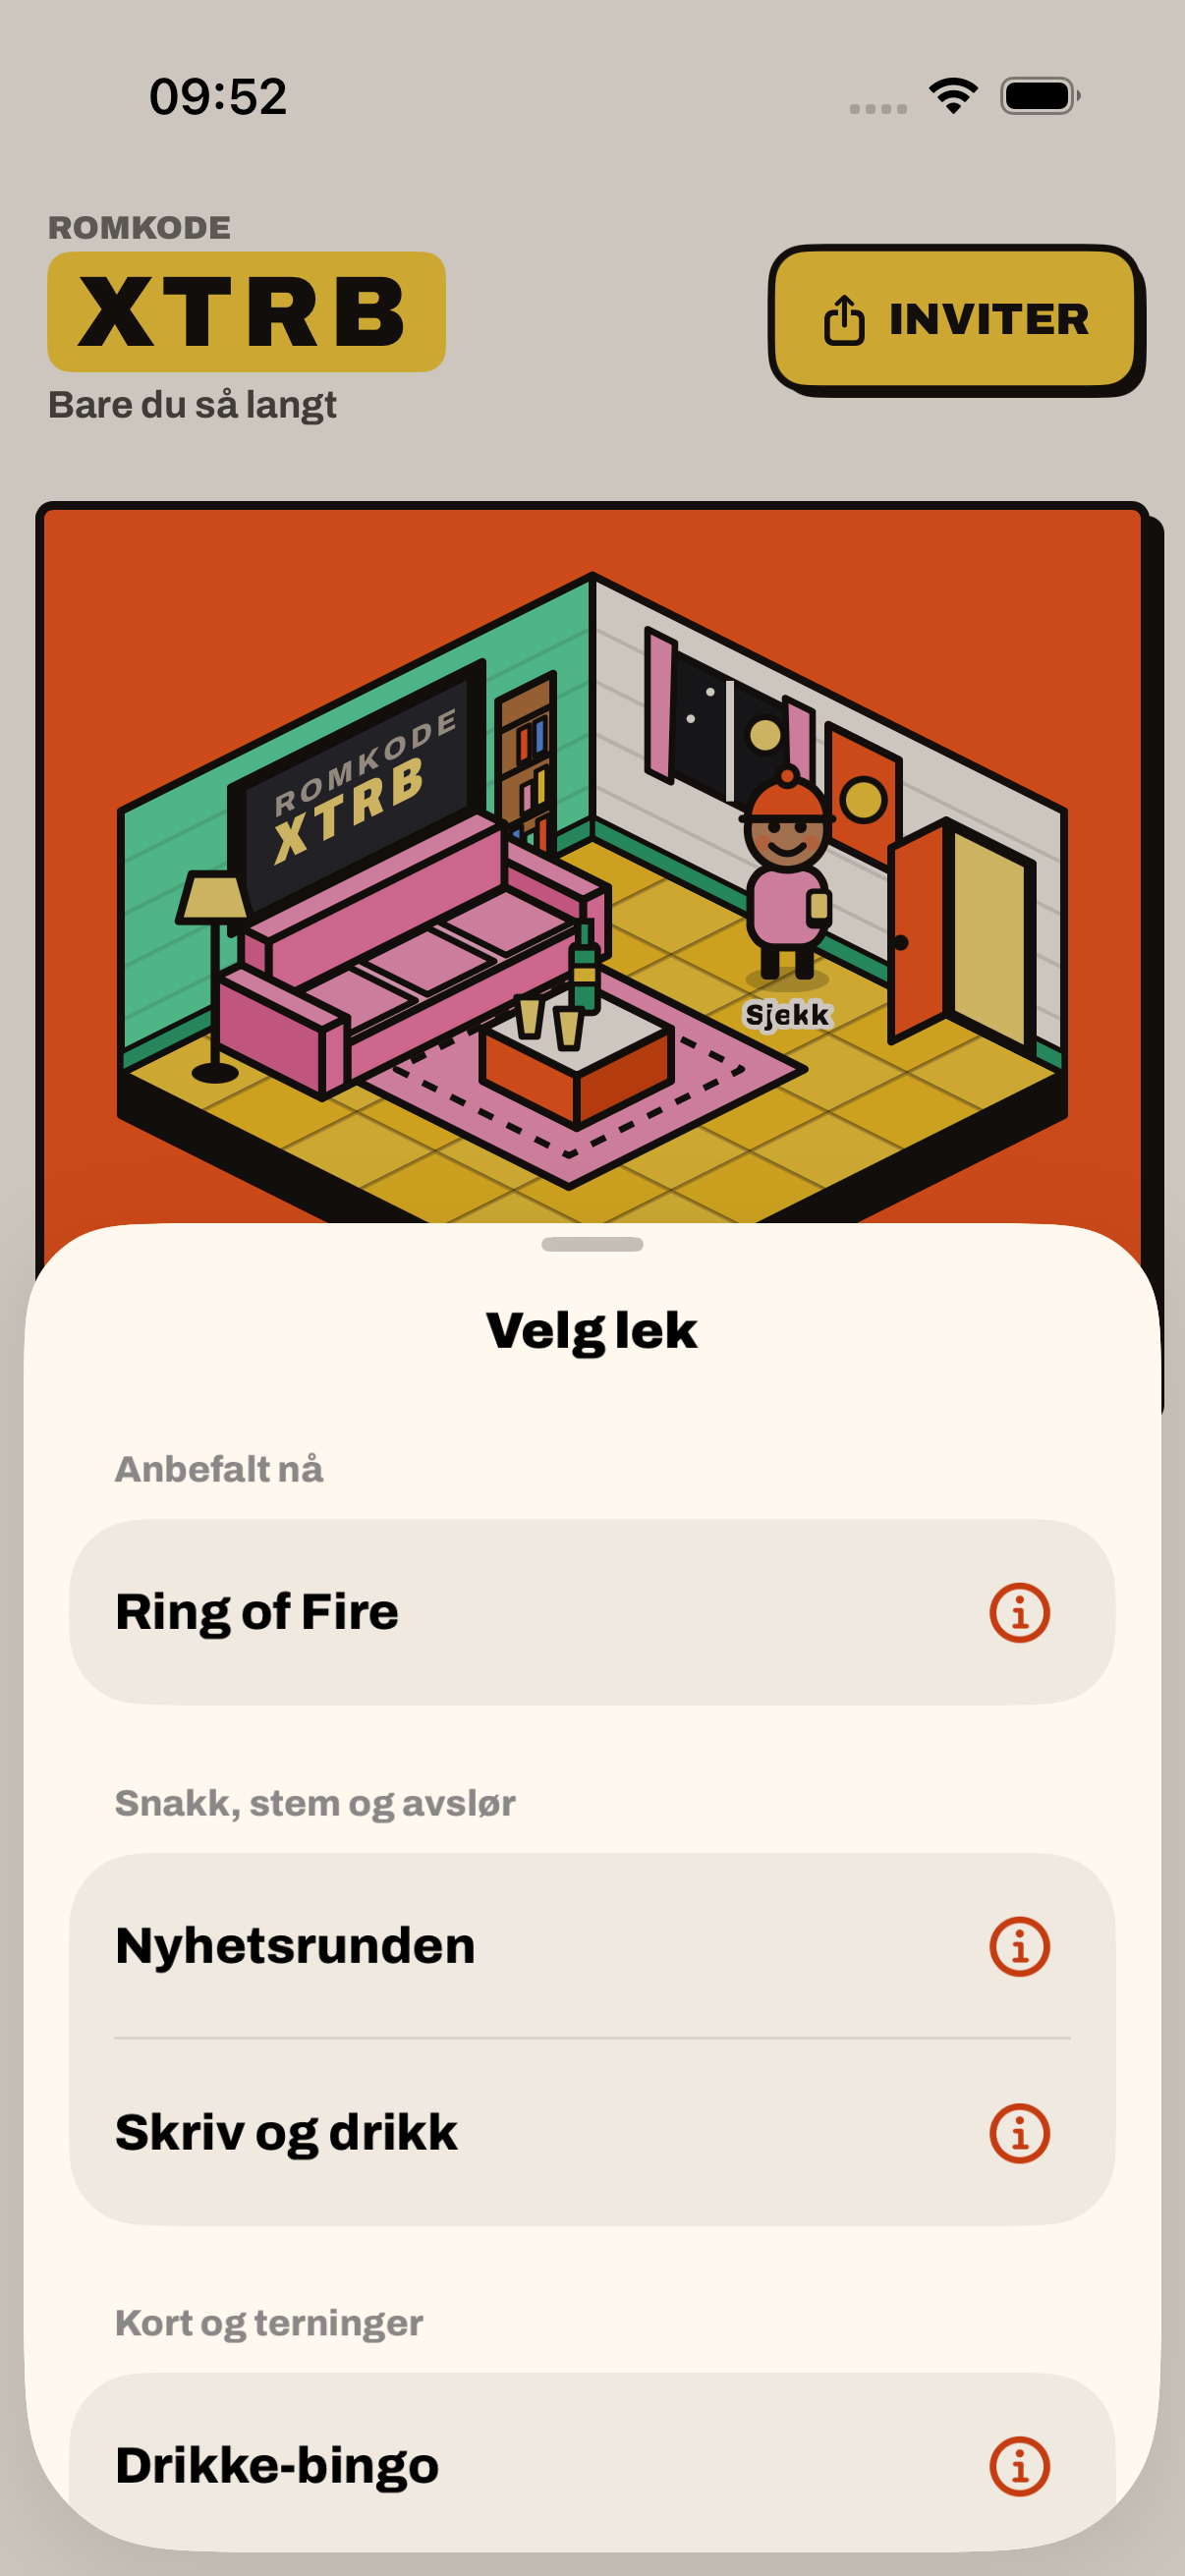 09:52
ROMKODE
XTRB
INVITER
Bare du så langt
ROMKODE
XTRB
Sjekk
Velg lek
Anbefalt nå
Ring of Fire
Snakk, stem og avslør
Nyhetsrunden
Skriv og drikk
Kort og terninger
Drikke-bingo